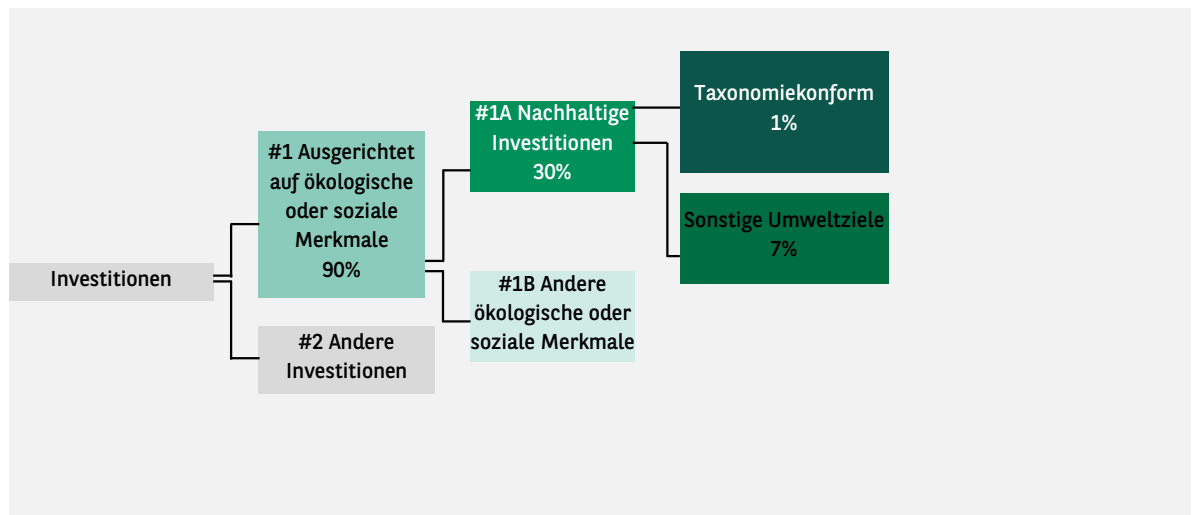 Investitionen
#1 Ausgerichtet
auf ökologische
oder soziale
Merkmale
90%
#2 Andere
Investitionen
#1A Nachhaltige
Investitionen
30%
#1B Andere
ökologische oder
soziale Merkmale
Taxonomiekonform
1%
Sonstige Umweltziele
7%